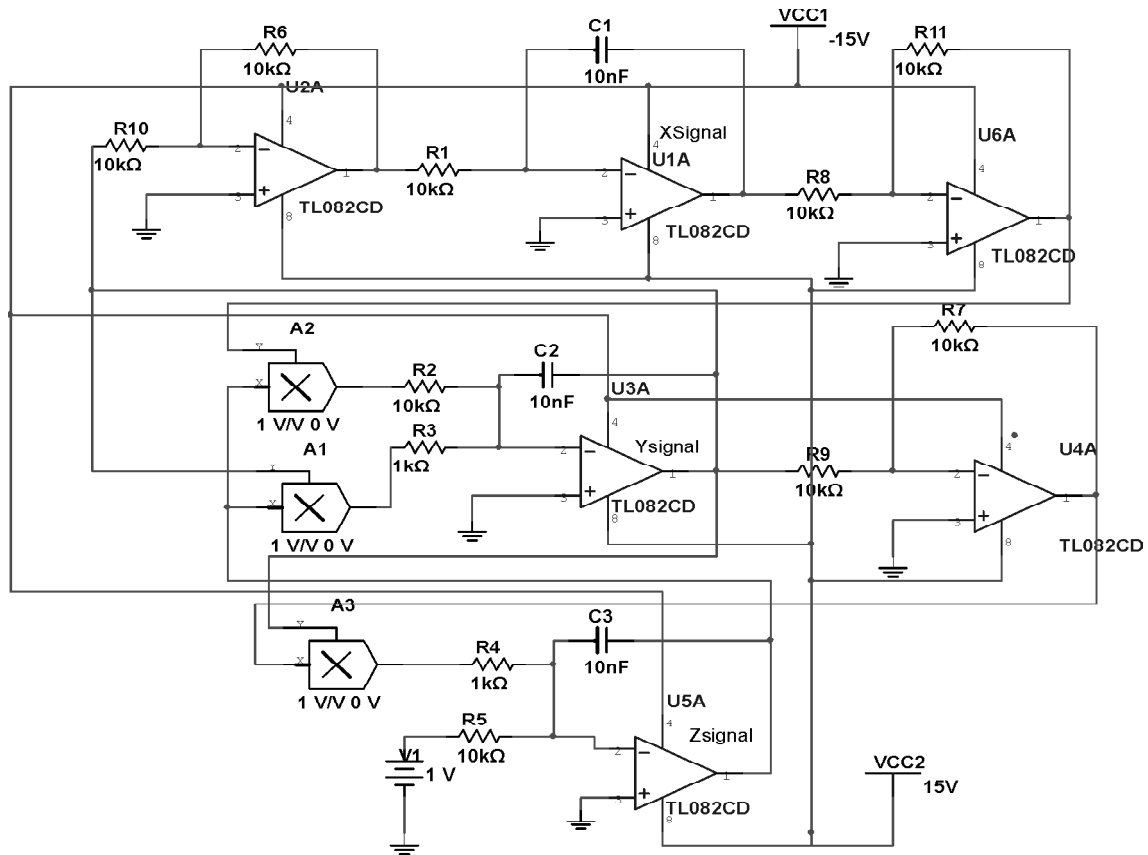 VCC1
-15V
R6
10kΩ
C1
10nF
R11
10kΩ
U2A
4
R10
10kΩ
2
3
1
8
TL082CD
R1
10kΩ
XSignal
4
U1A
2
3
1
8
TL082CD
R8
10kΩ
U6A
4
2
3
1
8
TL082CD
A2
Y
X
1 V/V 0 V
R2
10kΩ
C2
10nF
R7
10kΩ
U3A
4
A1
X
1 V/V 0 V
R3
1kΩ
Ysignal
2
3
1
8
TL082CD
R9
10kΩ
4
U4A
2
3
1
8
TL082CD
A3
Y
X
1 V/V 0 V
R4
1kΩ
C3
10nF
U5A
4
R5
10kΩ
Zsignal
2
1
8
TL082CD
V1
1 V
VCC2
15V